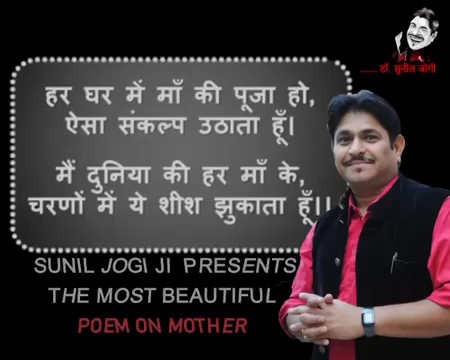 ...... डॉ. सुनील जोगी
हर घर में माँ की पूजा हो,
ऐसा संकल्प उठाता हूँ।
मैं दुनिया की हर माँ के,
चरणों में ये शीश झुकाता हूँ।।
SUNIL JOGI JI PRESENTS
THE MOST BEAUTIFUL
POEM ON MOTHER